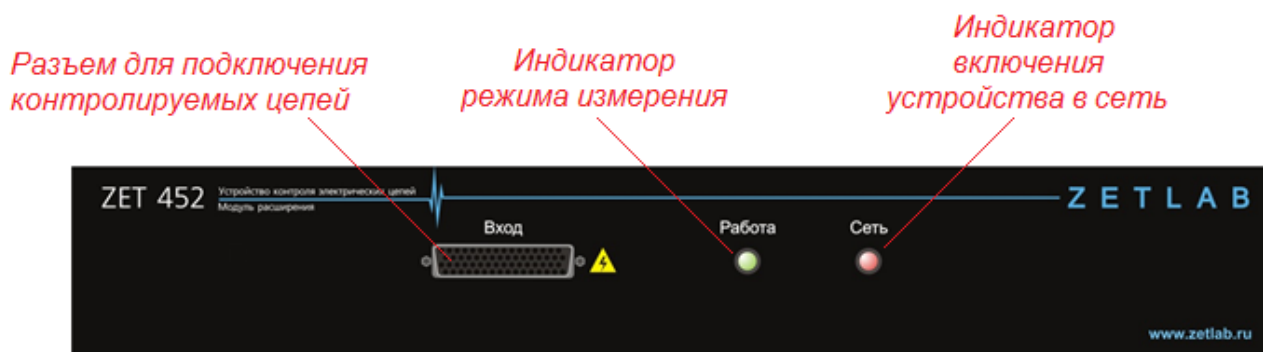 Разъем для подключения
контролируемых цепей
Индикатор
режима измерения
Индикатор
включения
устройства в сеть
ZET 452
Устройство контроля электрических цепей
Модуль расширения
ZETLAB
Вход
Работа
Сеть
www.zetlab.ru